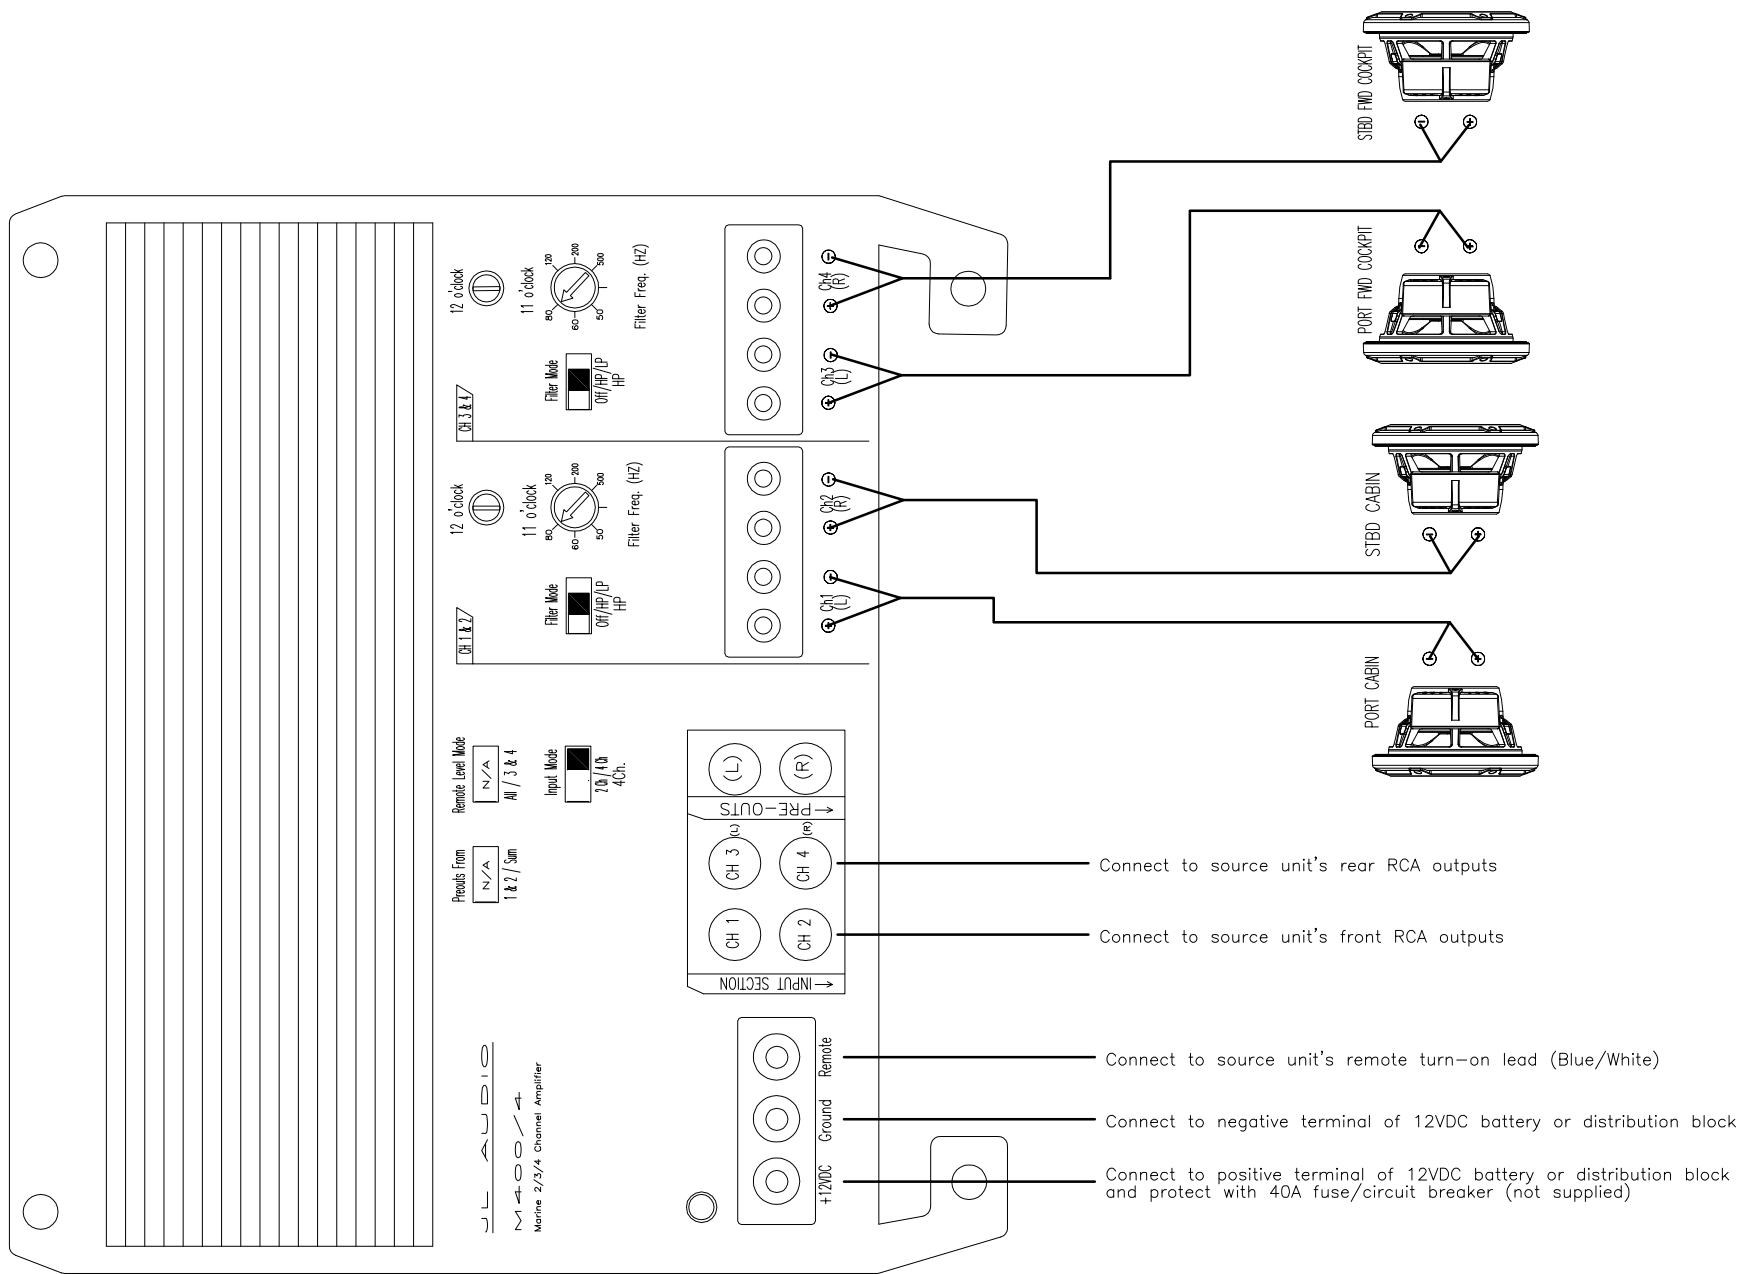 STBD FWD COCKPIT
-
+
PORT FWD COCKPIT
-
+
STBD CABIN
-
+
PORT CABIN
-
+
12 o'clock
11 o'clock
50
60
80
120
200
500
Filter Freq. (HZ)
Filter Mode
Off/HP/LP
HP
CH 3 & 4
-
Ch4
(R)
+
-
Ch3
(L)
+
12 o'clock
11 o'clock
50
60
80
120
200
500
Filter Freq. (HZ)
Filter Mode
Off/HP/LP
HP
CH 1 & 2
-
Ch2
(R)
+
-
Ch1
(L)
+
Remote Level Mode
N/A
All / 3 & 4
Input Mode
2 Ch / 4 Ch
4Ch.
Preouts From
N/A
1 & 2 / Sum
(L)
(R)
←PRE-OUTS
CH 3
(L)
CH 4
(R)
CH 1
CH 2
←INPUT SECTION
Connect to source unit's rear RCA outputs
Connect to source unit's front RCA outputs
Remote
Connect to source unit's remote turn-on lead (Blue/White)
Ground
Connect to negative terminal of 12VDC battery or distribution block
+12VDC
Connect to positive terminal of 12VDC battery or distribution block
and protect with 40A fuse/circuit breaker (not supplied)
JL AUDIO
M400/4
Marine 2/3/4 Channel Amplifier